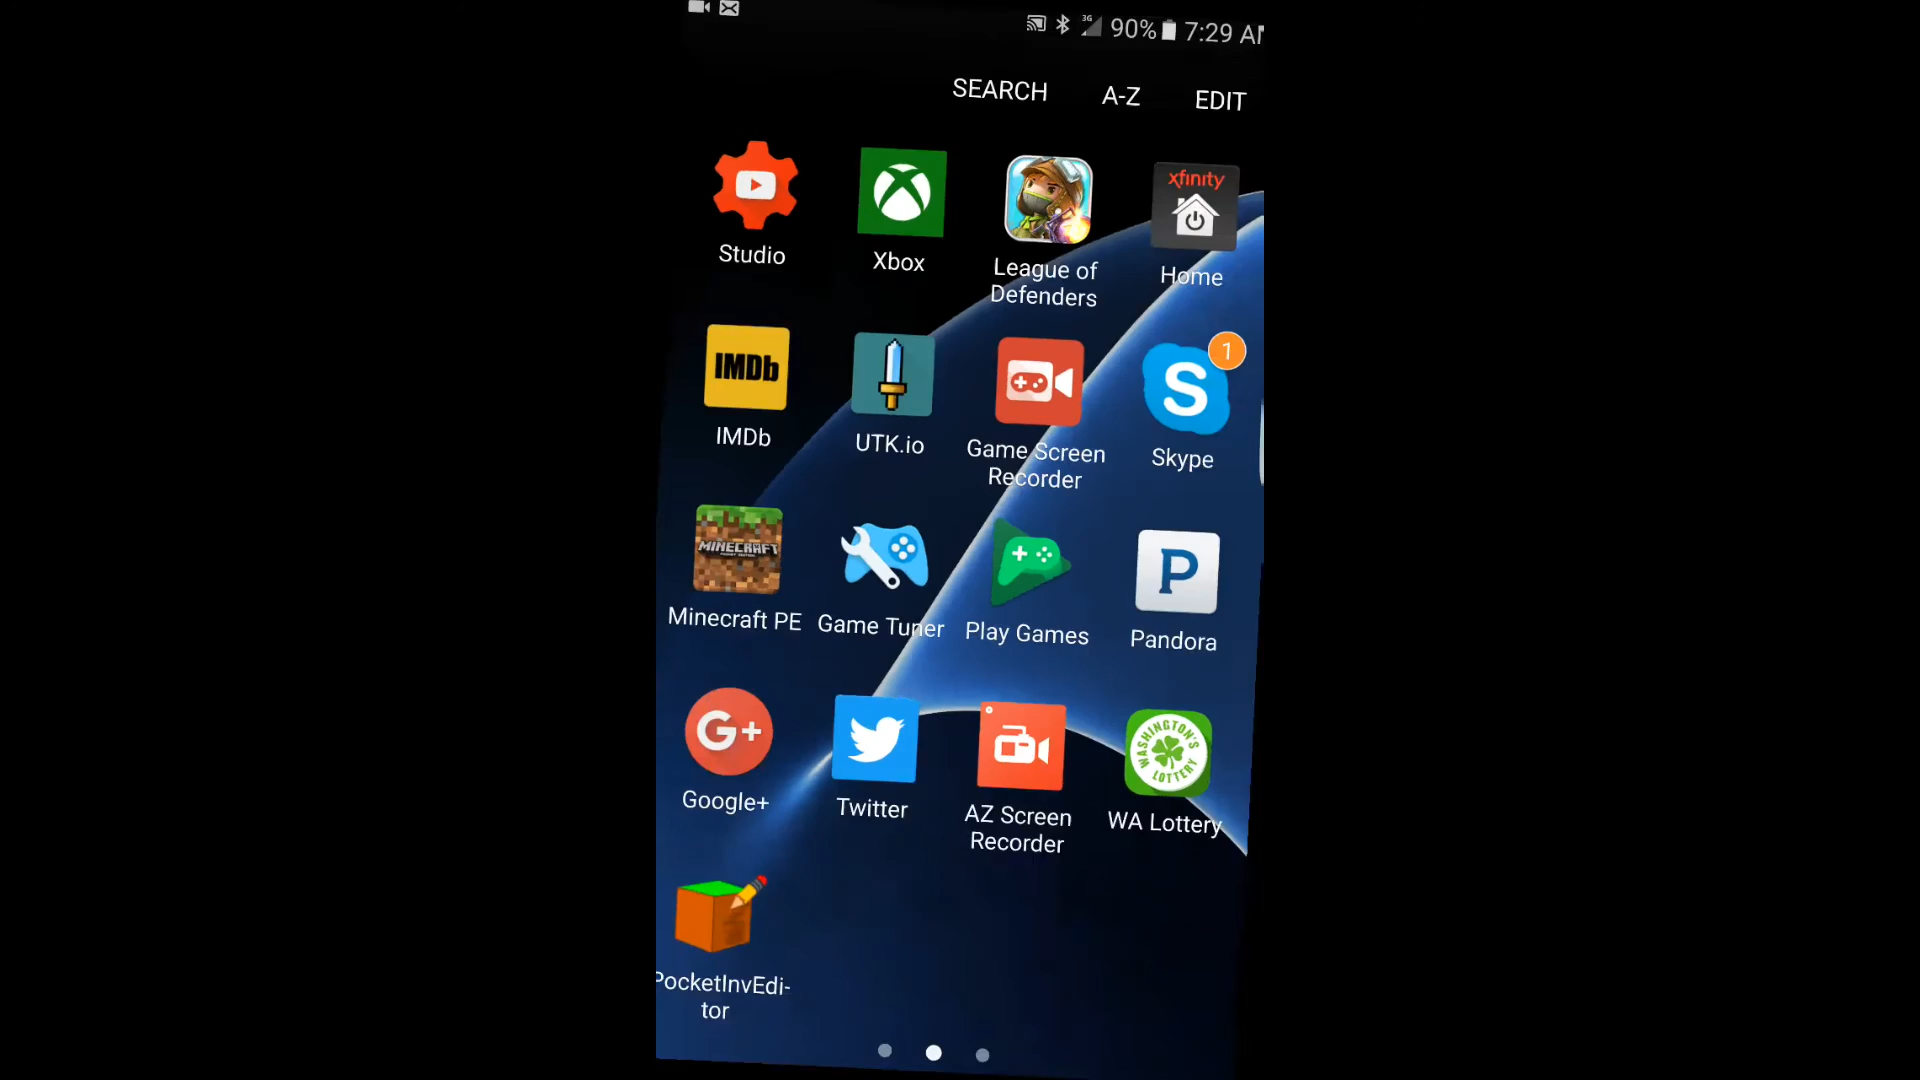 3G 90% 7:29 AM
SEARCH A-Z EDIT
xfinity
Studio Xbox League of Defenders Home
IMDb
1
S
IMDb UTK.io Game Screen Recorder Skype
MINECRAFT
P
Minecraft PE Game Tuner Play Games Pandora
G+
WASHINGTON'S LOTTERY
Google+ Twitter AZ Screen Recorder WA Lottery
PocketInvEdi-
tor